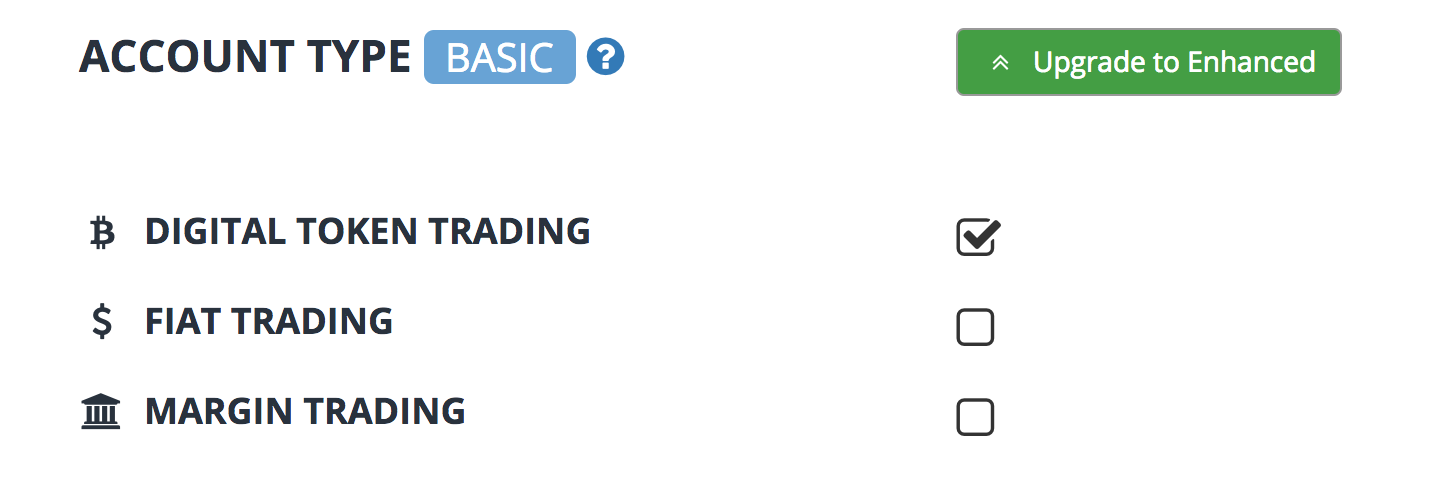 ACCOUNT TYPE BASIC ? Upgrade to Enhanced
DIGITAL TOKEN TRADING
$ FIAT TRADING
MARGIN TRADING